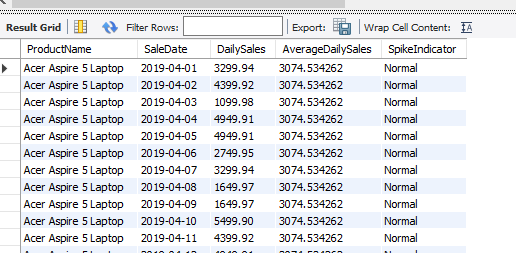 Result Grid Filter Rows: Export: Wrap Cell Content: IA
ProductName SaleDate DailySales AverageDailySales SpikeIndicator
Acer Aspire 5 Laptop 2019-04-01 3299.94 3074.534262 Normal
Acer Aspire 5 Laptop 2019-04-02 4399.92 3074.534262 Normal
Acer Aspire 5 Laptop 2019-04-03 1099.98 3074.534262 Normal
Acer Aspire 5 Laptop 2019-04-04 4949.91 3074.534262 Normal
Acer Aspire 5 Laptop 2019-04-05 4949.91 3074.534262 Normal
Acer Aspire 5 Laptop 2019-04-06 2749.95 3074.534262 Normal
Acer Aspire 5 Laptop 2019-04-07 3299.94 3074.534262 Normal
Acer Aspire 5 Laptop 2019-04-08 1649.97 3074.534262 Normal
Acer Aspire 5 Laptop 2019-04-09 1649.97 3074.534262 Normal
Acer Aspire 5 Laptop 2019-04-10 5499.90 3074.534262 Normal
Acer Aspire 5 Laptop 2019-04-11 4399.92 3074.534262 Normal